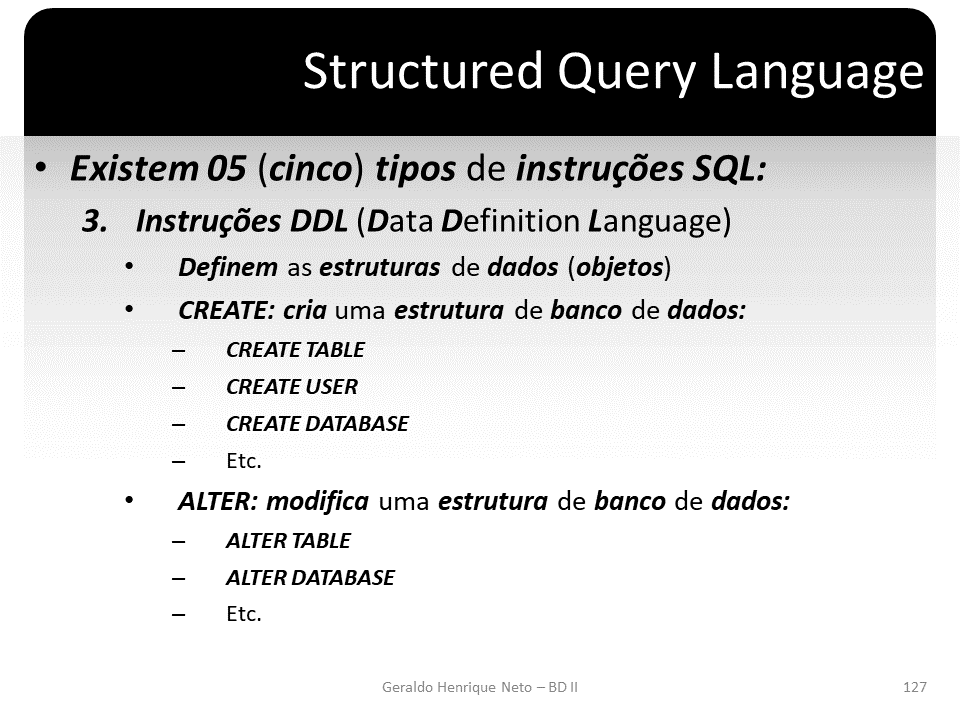 Structured Query Language
• Existem 05 (cinco) tipos de instruções SQL:
3. Instruções DDL (Data Definition Language)
• Definem as estruturas de dados (objetos)
• CREATE: cria uma estrutura de banco de dados:
– CREATE TABLE
– CREATE USER
– CREATE DATABASE
– Etc.
• ALTER: modifica uma estrutura de banco de dados:
– ALTER TABLE
– ALTER DATABASE
– Etc.
Geraldo Henrique Neto – BD II
127